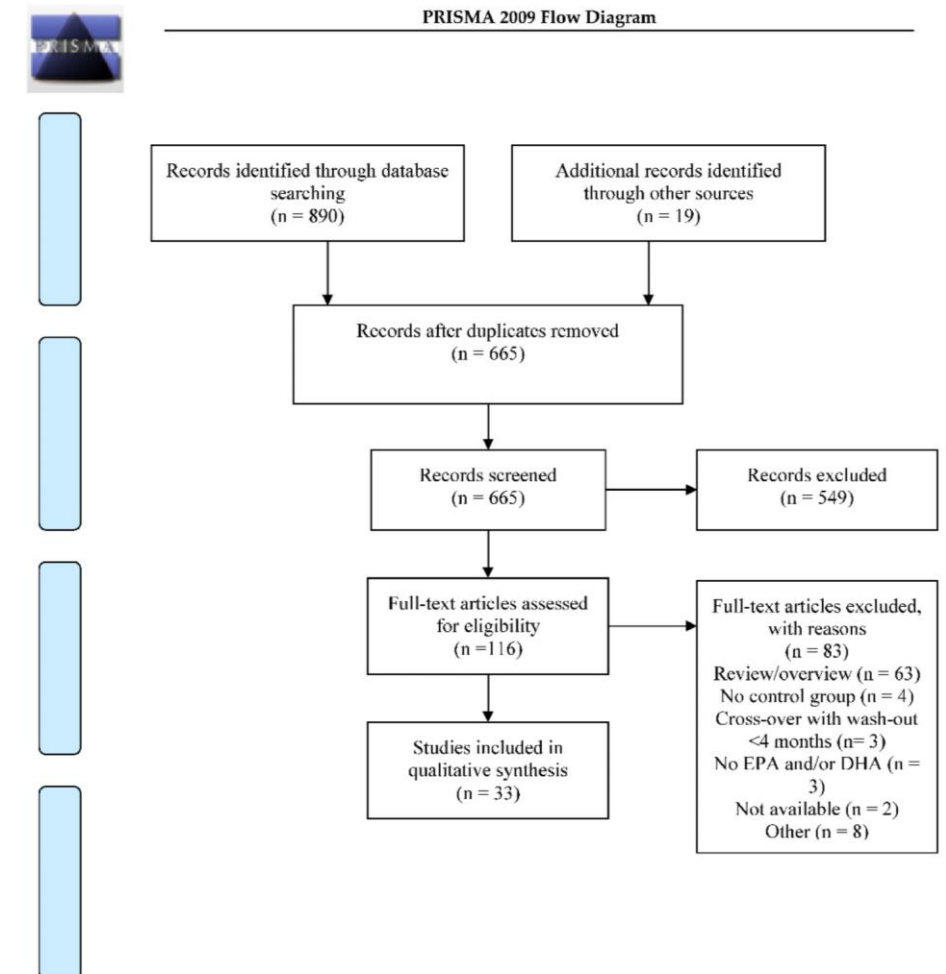 PRISMA 2009 Flow Diagram
PRISMA
Records identified through database
searching
(n = 890)
Additional records identified
through other sources
(n = 19)
Records after duplicates removed
(n = 665)
Records screened
(n = 665)
Records excluded
(n = 549)
Full-text articles assessed
for eligibility
(n =116)
Full-text articles excluded,
with reasons
(n = 83)
Review/overview (n = 63)
No control group (n = 4)
Cross-over with wash-out
<4 months (n= 3)
No EPA and/or DHA (n =
3)
Not available (n = 2)
Other (n = 8)
Studies included in
qualitative synthesis
(n = 33)